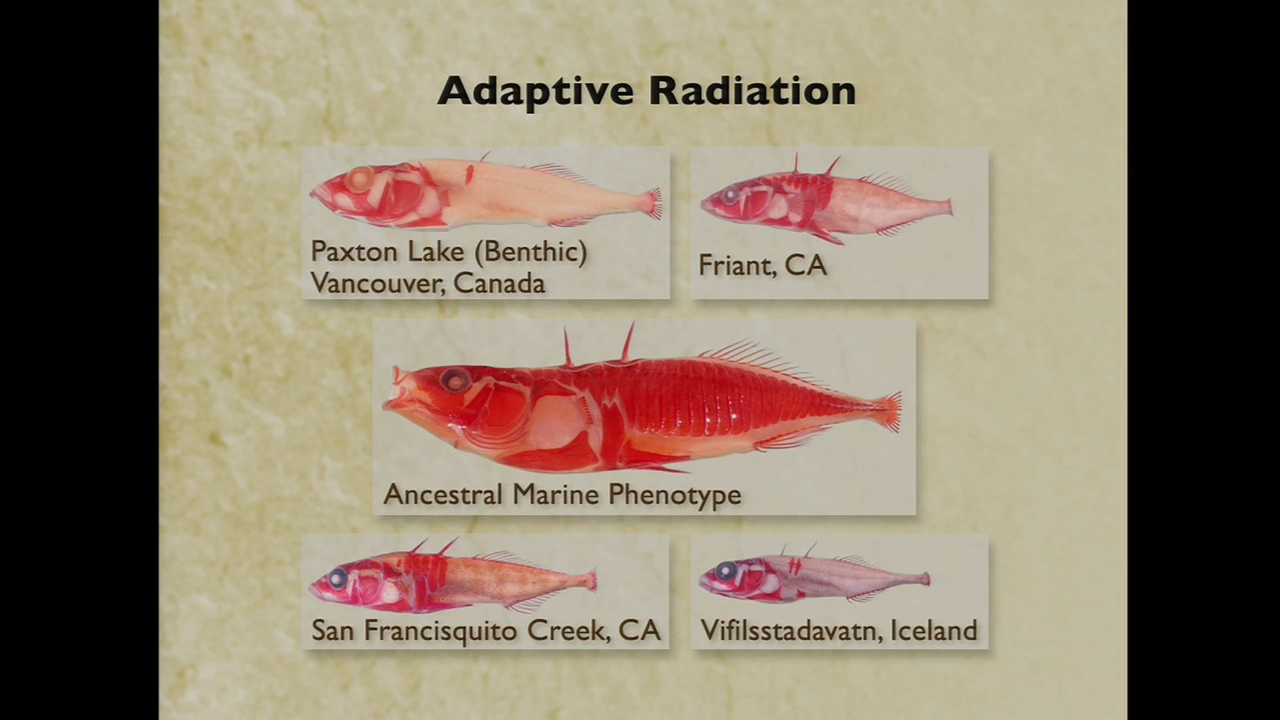 Adaptive Radiation
Paxton Lake (Benthic)
Vancouver, Canada
Friant, CA
Ancestral Marine Phenotype
San Francisquito Creek, CA
Vifilsstadavatn, Iceland